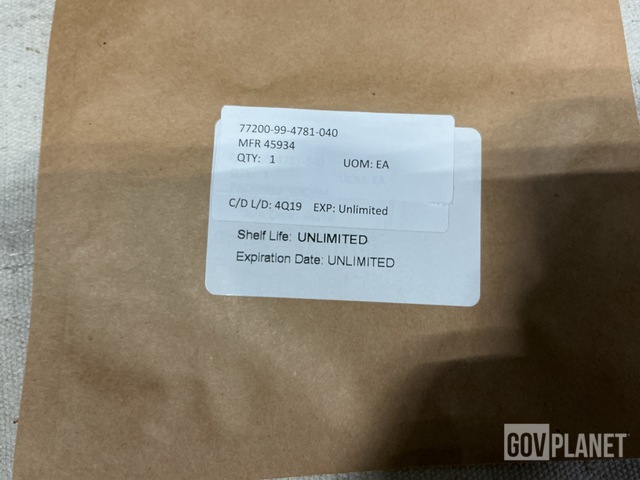 77200-99-4781-040
MFR 45934
QTY: 1 UOM: EA
C/D L/D: 4Q19 EXP: Unlimited
Shelf Life: UNLIMITED
Expiration Date: UNLIMITED
GOVPLANET